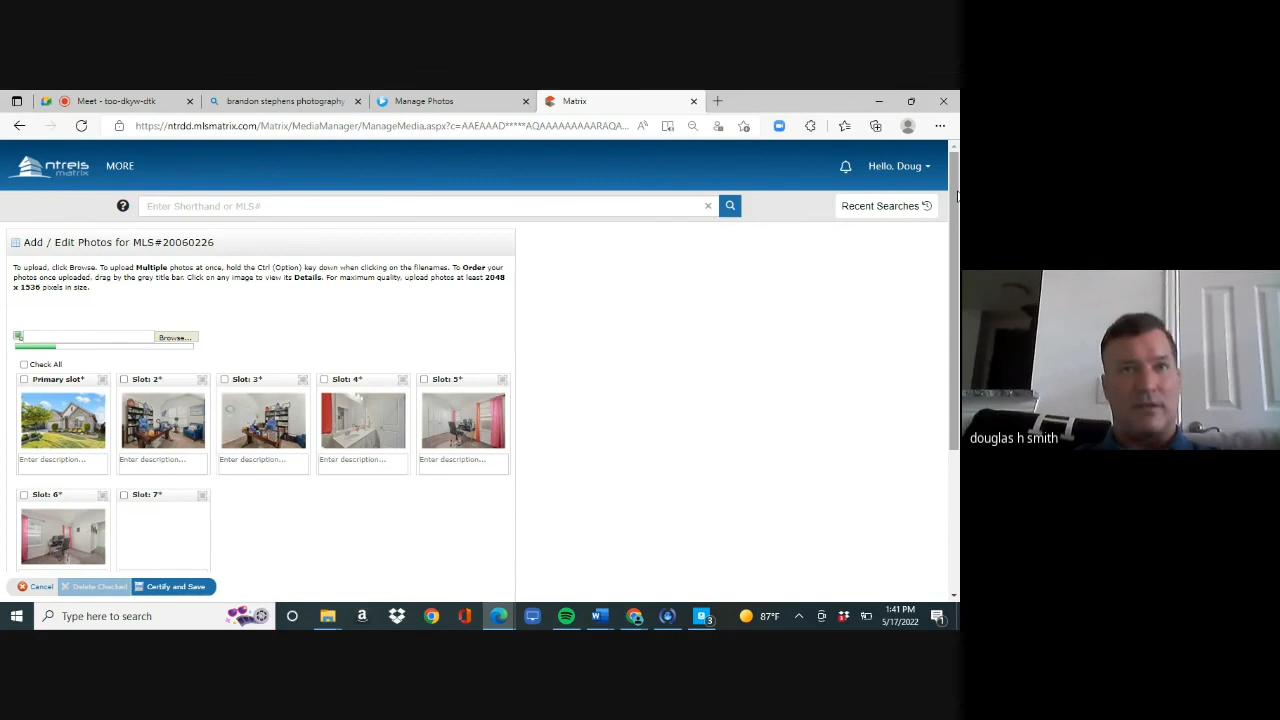 Meet - too-dkyw-dtk
brandon stephens photography
Manage Photos
Matrix
https://ntrdd.mlsmatrix.com/Matrix/MediaManager/ManageMedia.aspx?c=AAEAAAD*****AQAAAAAAAAARAQA...
ntreis
matrix
MORE
Hello, Doug
Enter Shorthand or MLS#
Recent Searches
Add / Edit Photos for MLS#20060226
To upload, click Browse. To upload Multiple photos at once, hold the Ctrl (Option) key down when clicking on the filenames. To Order your
photos once uploaded, drag by the grey title bar. Click on any image to view its Details. For maximum quality, upload photos at least 2048
x 1536 pixels in size.
Browse...
Check All
Primary slot*
Slot: 2*
Slot: 3*
Slot: 4*
Slot: 5*
Enter description...
Enter description...
Enter description...
Enter description...
Enter description...
Slot: 6*
Slot: 7*
Cancel
Delete Checked
Certify and Save
douglas h smith
Type here to search
3
87°F
1:41 PM
5/17/2022
1